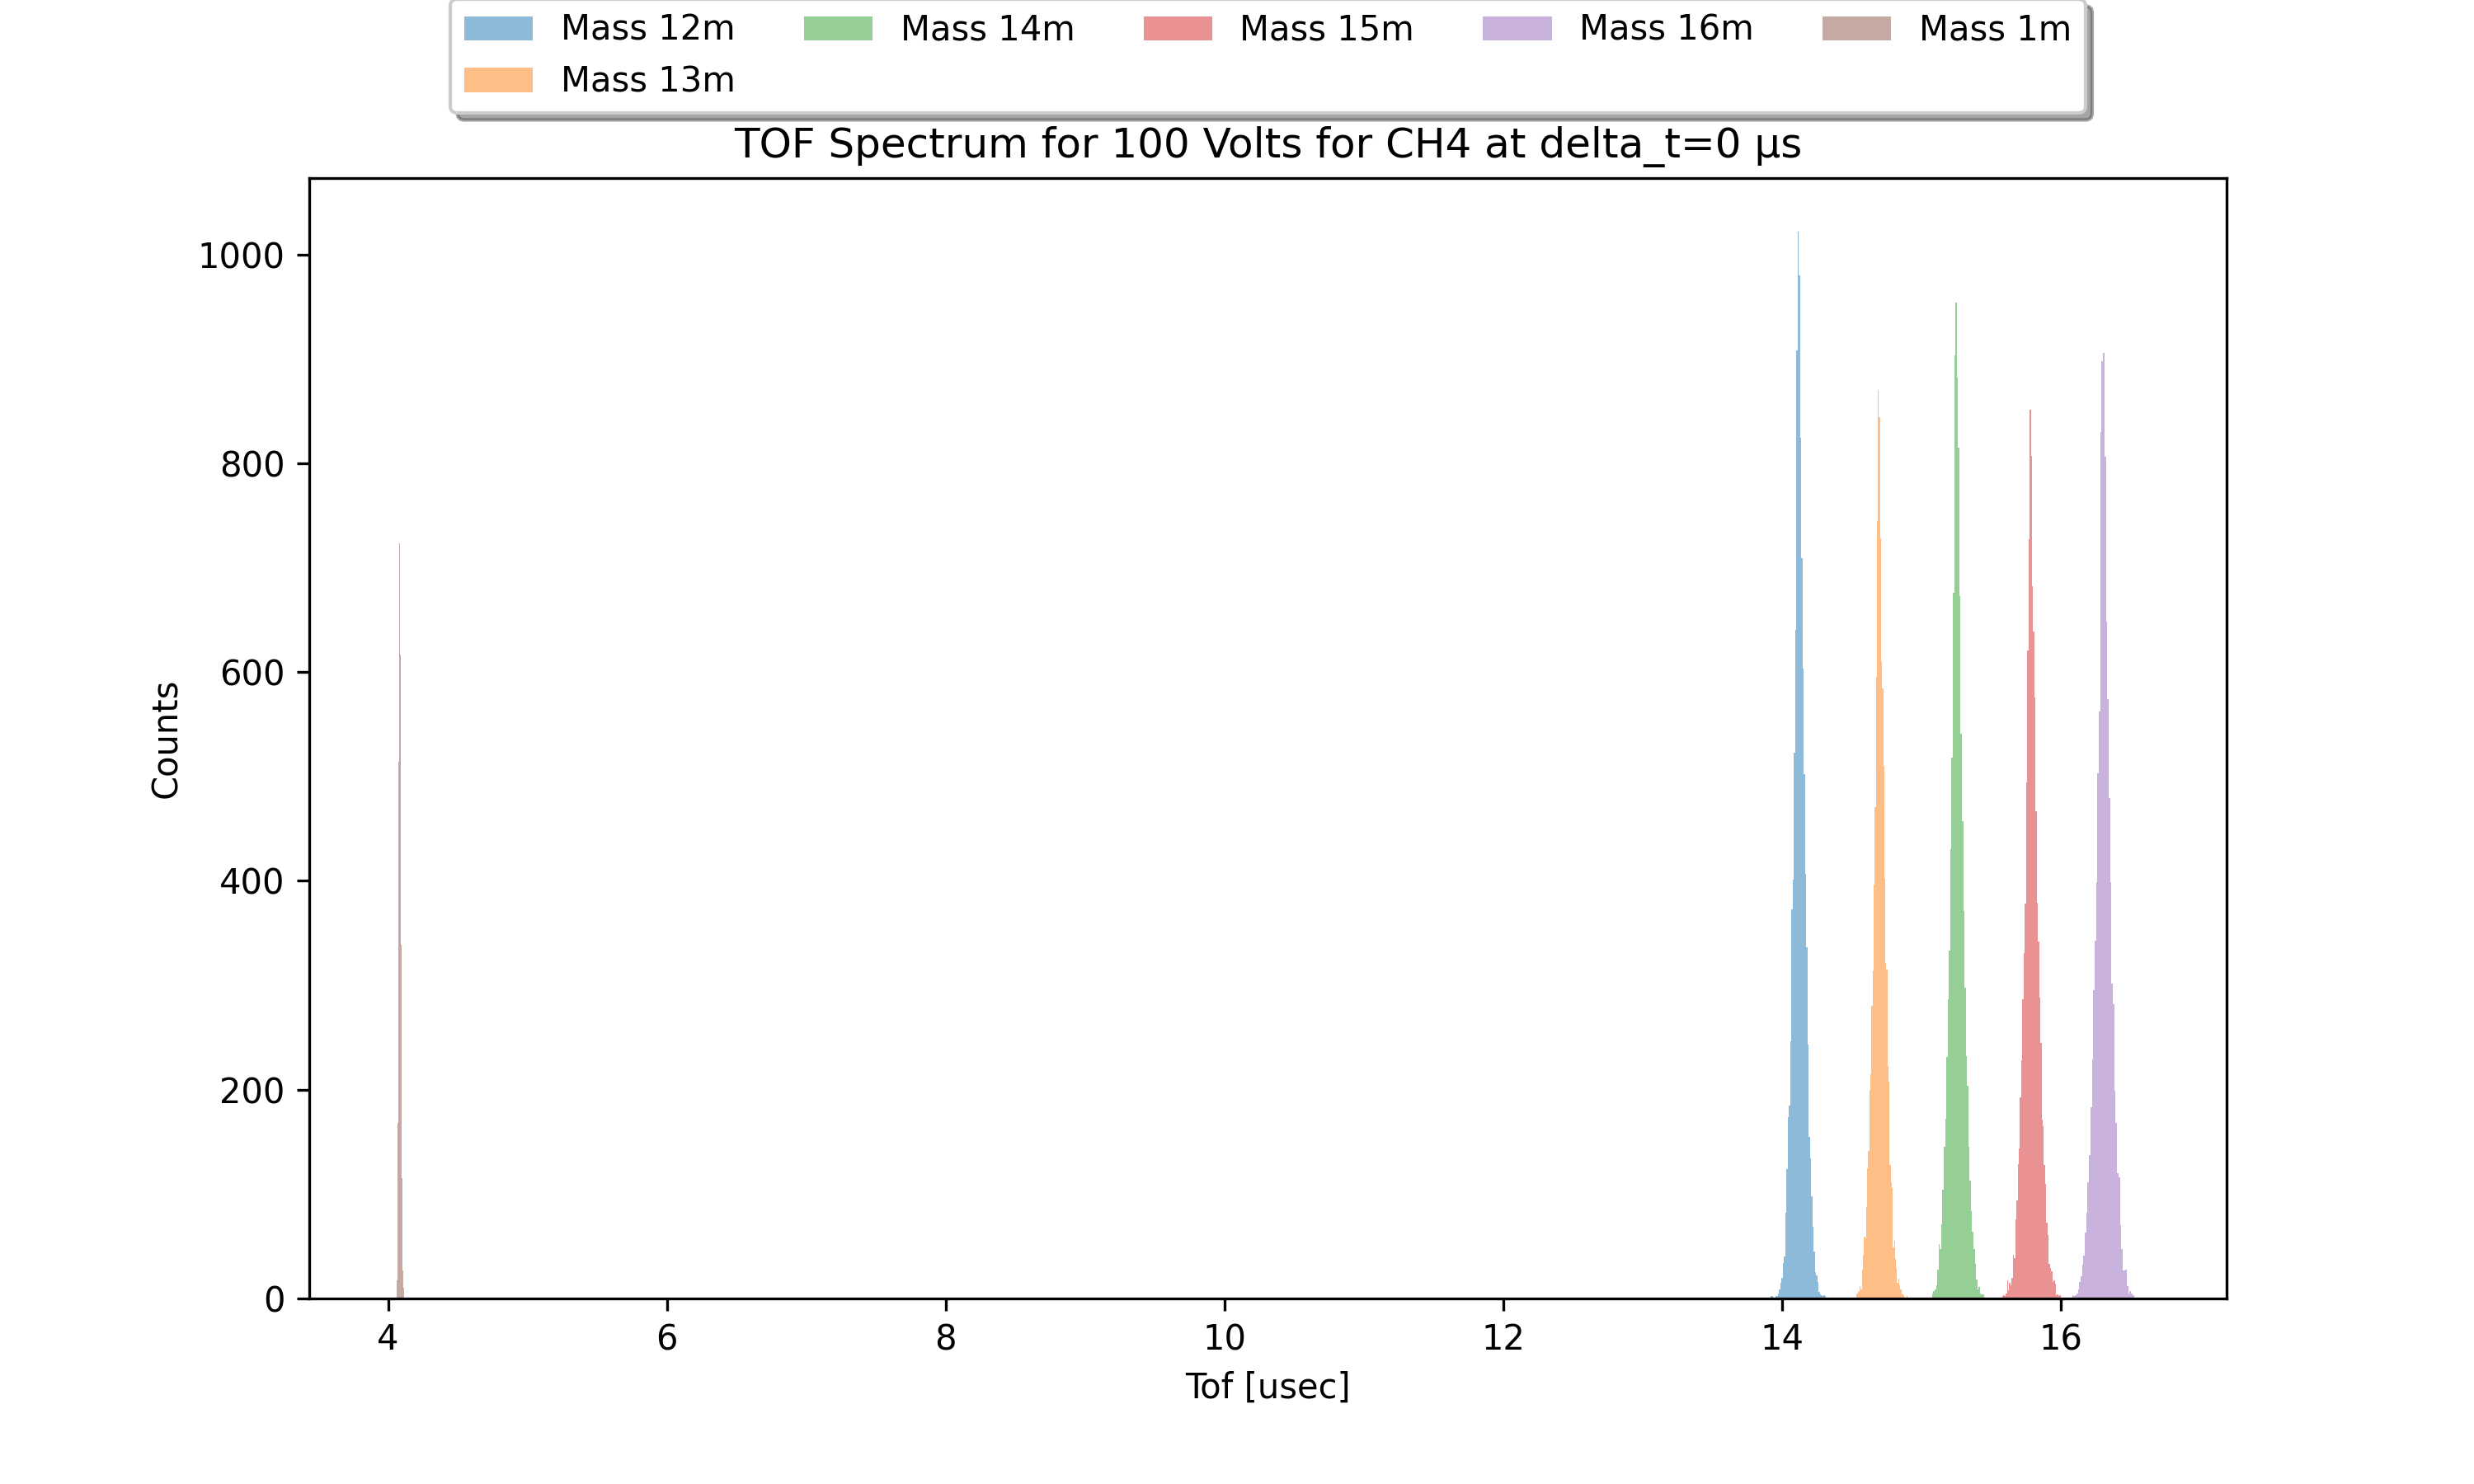 Mass 12m Mass 14m Mass 15m Mass 16m Mass 1m
Mass 13m
TOF Spectrum for 100 Volts for CH4 at delta_t=0 µs
1000
800
600
400
200
0
Counts
4 6 8 10 12 14 16
Tof [usec]